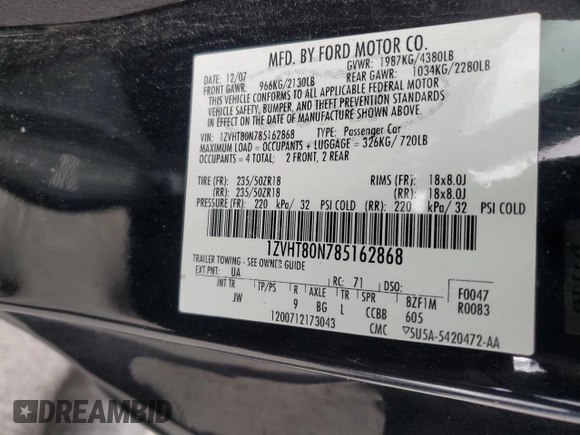 MFD. BY FORD MOTOR CO.
DATE: 12/07 GVWR: 1987KG/4380LB
FRONT GAWR: 966KG/2130LB REAR GAWR: 1034KG/2280LB
THIS VEHICLE CONFORMS TO ALL APPLICABLE FEDERAL MOTOR
VEHICLE SAFETY, BUMPER, AND THEFT PREVENTION STANDARDS
IN EFFECT ON THE DATE OF MANUFACTURE SHOWN ABOVE.
VIN: 1ZVHT80N785162868 TYPE: Passenger Car
MAXIMUM LOAD = OCCUPANTS + LUGGAGE = 326KG/720LB
OCCUPANTS = 4 TOTAL; 2 FRONT, 2 REAR
TIRE (FR): 235/50ZR18 RIMS (FR): 18x8.0J
(RR): 235/50ZR18 (RR): 18x8.0J
PRESSURE (FR): 220 kPa/ 32 PSI COLD (RR): 220 kPa/ 32 PSI COLD
1ZVHT80N785162868
TRAILER TOWING - SEE OWNER GUIDE
EXT PNT: UA RC: 71 DSO: F0047
INT TR TP/PS R AXLE TR SPR BZF1M R0083
JW 9 BG L CCBB 605
1200712173043 CMC 5U5A-5420472-AA
DREAMBID